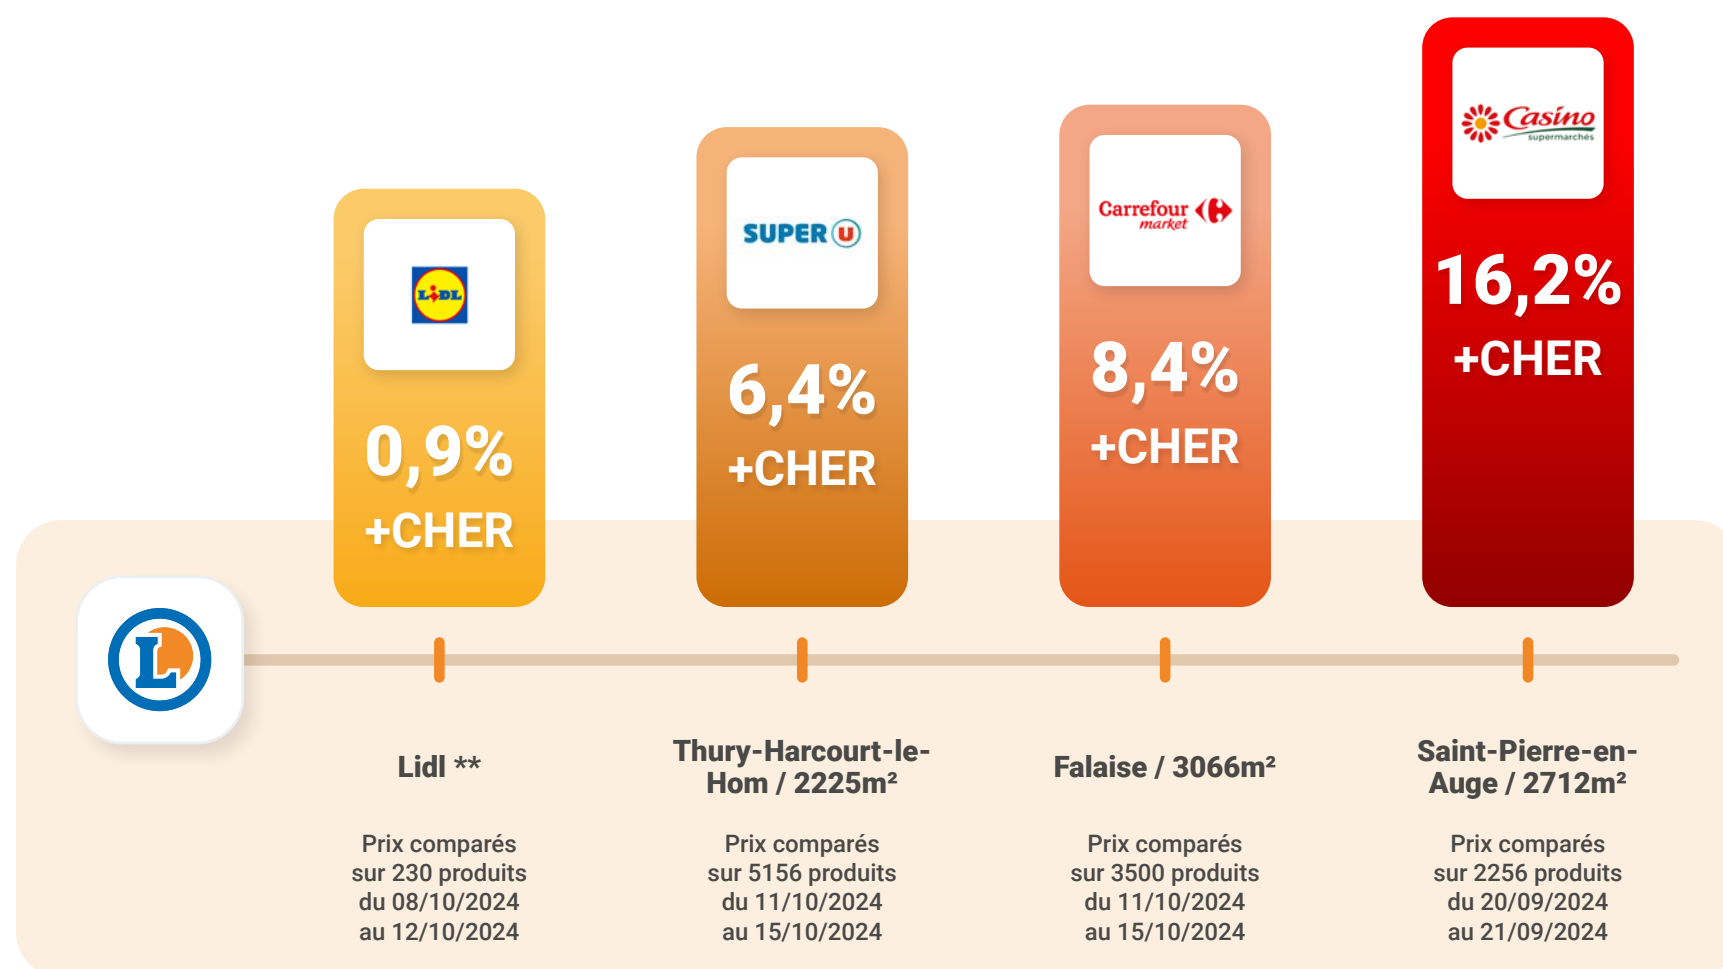 LIDL
0,9%
+CHER
SUPER U
6,4%
+CHER
Carrefour
market
8,4%
+CHER
Casino
supermarchés
16,2%
+CHER
L
Lidl **
Prix comparés
sur 230 produits
du 08/10/2024
au 12/10/2024
Thury-Harcourt-le-
Hom / 2225m²
Prix comparés
sur 5156 produits
du 11/10/2024
au 15/10/2024
Falaise / 3066m²
Prix comparés
sur 3500 produits
du 11/10/2024
au 15/10/2024
Saint-Pierre-en-
Auge / 2712m²
Prix comparés
sur 2256 produits
du 20/09/2024
au 21/09/2024